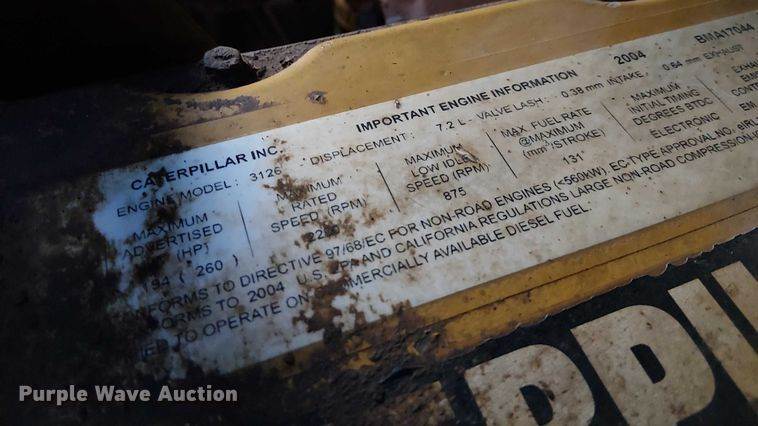 IMPORTANT ENGINE INFORMATION 2004 BMA17044
CATERPILLAR INC.
ENGINE MODEL: 3126 DISPLACEMENT: 7.2 L - VALVE LASH: 0.38 mm INTAKE, 0.64 mm EXHAUST
MAXIMUM ADVERTISED (HP)
194 ( 260 )
MAXIMUM RATED SPEED (RPM)
MAXIMUM LOW IDLE SPEED (RPM)
875
MAX. FUEL RATE @MAXIMUM (mm³/STROKE)
131
MAXIMUM INITIAL TIMING DEGREES BTDC
ELECTRONIC
EM
TO DIRECTIVE 97/68/EC FOR NON-ROAD ENGINES (<560KW). EC-TYPE APPROVAL NO.
TO 2004 U.S. AND CALIFORNIA REGULATIONS LARGE NON-ROAD COMPRESSION
TO OPERATE ON COMMERCIALLY AVAILABLE DIESEL FUEL.
Purple Wave Auction